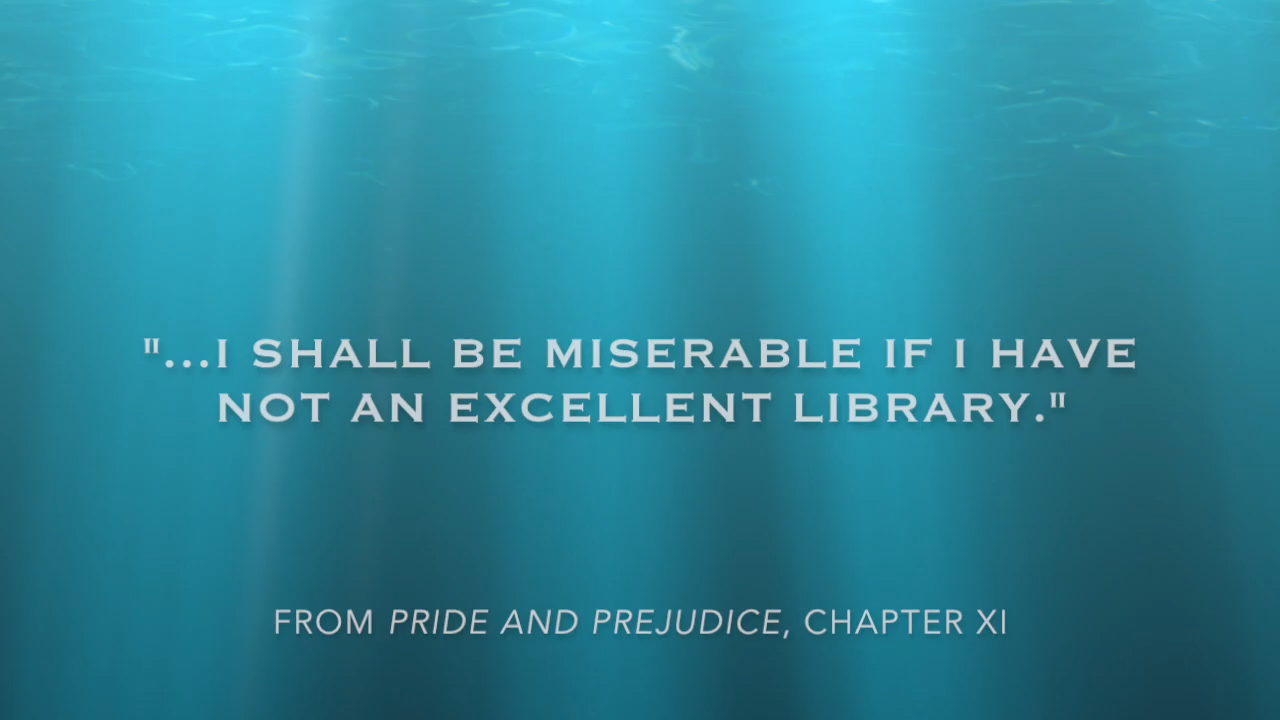 "...I SHALL BE MISERABLE IF I HAVE
NOT AN EXCELLENT LIBRARY."
FROM PRIDE AND PREJUDICE, CHAPTER XI